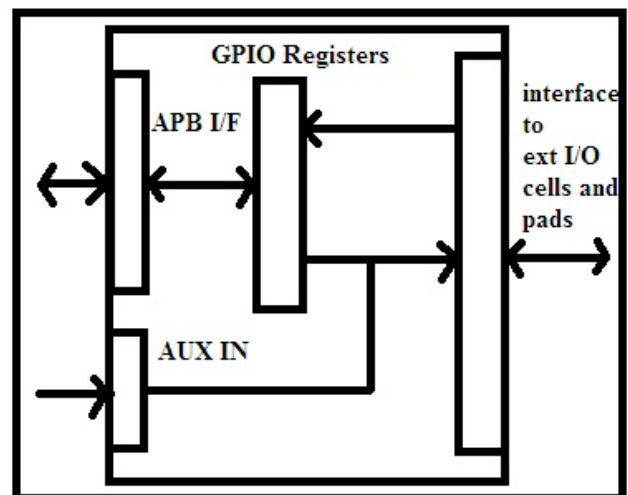 GPIO Registers
APB I/F
AUX IN
interface
to
ext I/O
cells and
pads